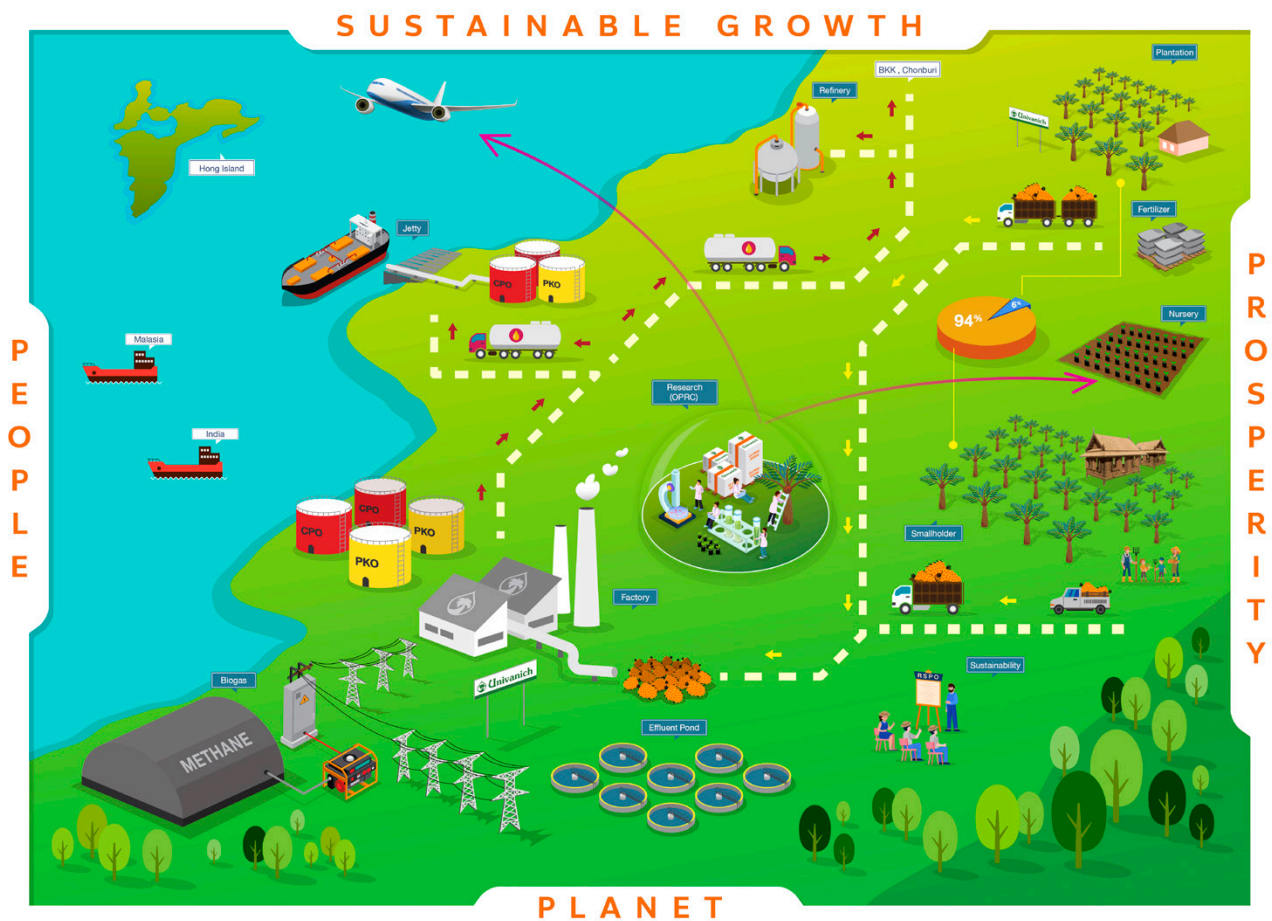 SUSTAINABLE GROWTH
Plantation
BKK , Chonburi
Refinery
Univanich
Hong Island
Fertilizer
Jetty
CPO
PKO
94%
6%
Nursery
Malasia
Research
(OPRC)
India
CPO
CPO
PKO
PKO
Smallholder
Factory
Sustainability
RSPO
Biogas
Univanich
Effluent Pond
METHANE
PEOPLE
PROSPERITY
PLANET